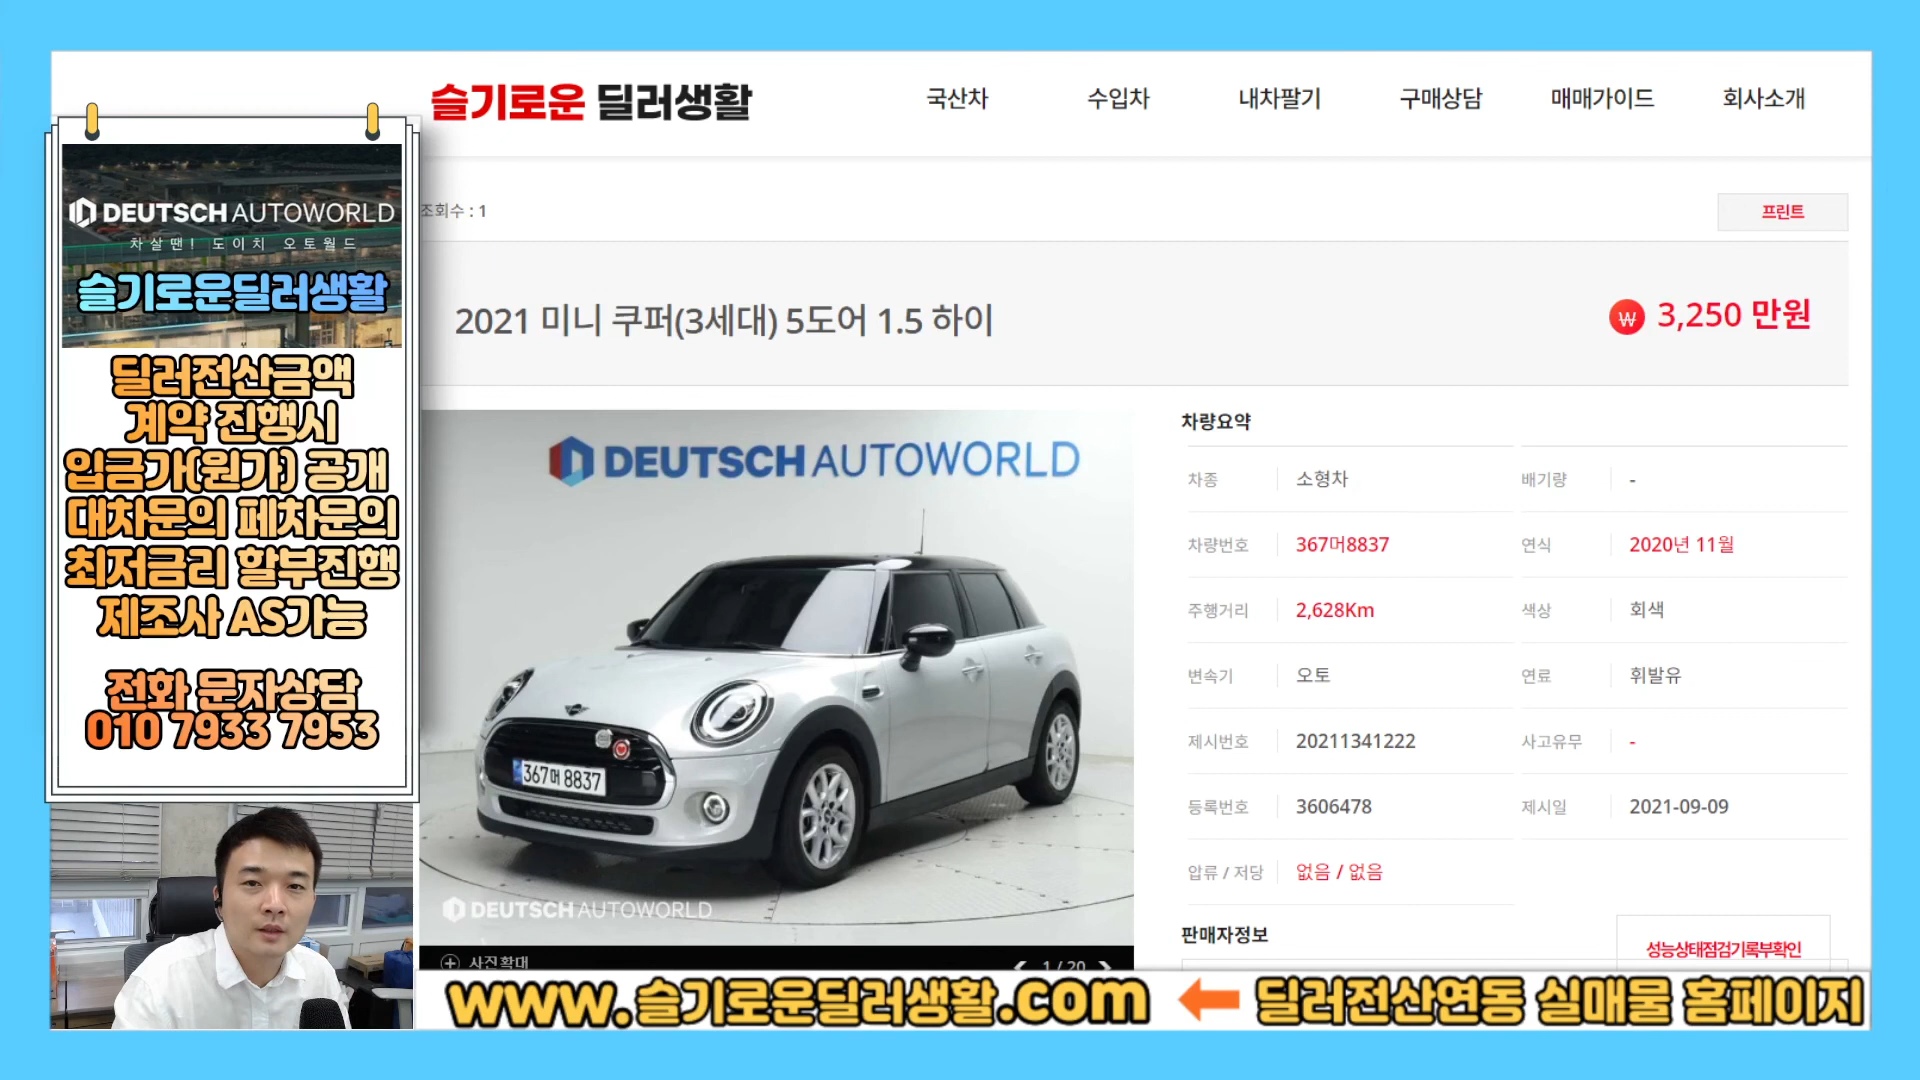 슬기로운 딜러생활
국산차
수입차
내차팔기
구매상담
매매가이드
회사소개
DEUTSCH AUTOWORLD
차살땐! 도이치 오토월드
슬기로운딜러생활
딜러전산금액
계약 진행시
입금가(원가) 공개
대차문의 폐차문의
최저금리 할부진행
제조사 AS가능
전화 문자상담
010 7933 7953
조회수 : 1
프린트
2021 미니 쿠퍼(3세대) 5도어 1.5 하이
₩ 3,250 만원
DEUTSCH AUTOWORLD
367머 8837
DEUTSCH AUTOWORLD
사진확대
1 / 20
차량요약
차종 소형차 배기량 -
차량번호 367머8837 연식 2020년 11월
주행거리 2,628Km 색상 회색
변속기 오토 연료 휘발유
제시번호 20211341222 사고유무 -
등록번호 3606478 제시일 2021-09-09
압류 / 저당 없음 / 없음
판매자정보
성능상태점검기록부확인
www.슬기로운딜러생활.com 딜러전산연동 실매물 홈페이지